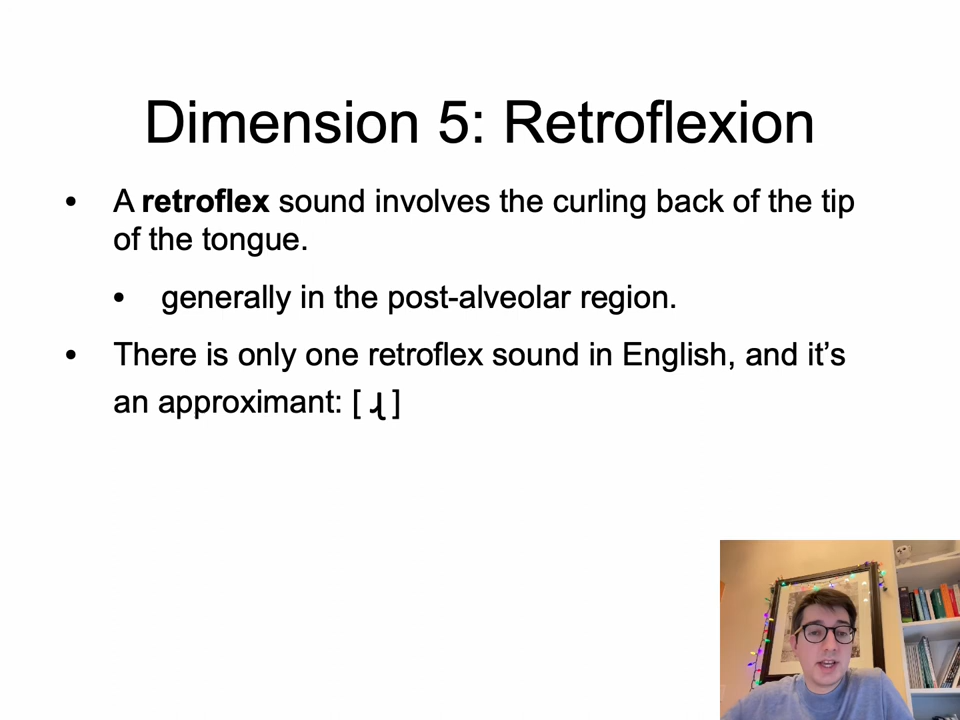 Dimension 5: Retroflexion
• A retroflex sound involves the curling back of the tip
of the tongue.
• generally in the post-alveolar region.
• There is only one retroflex sound in English, and it’s
an approximant: [ ɻ ]